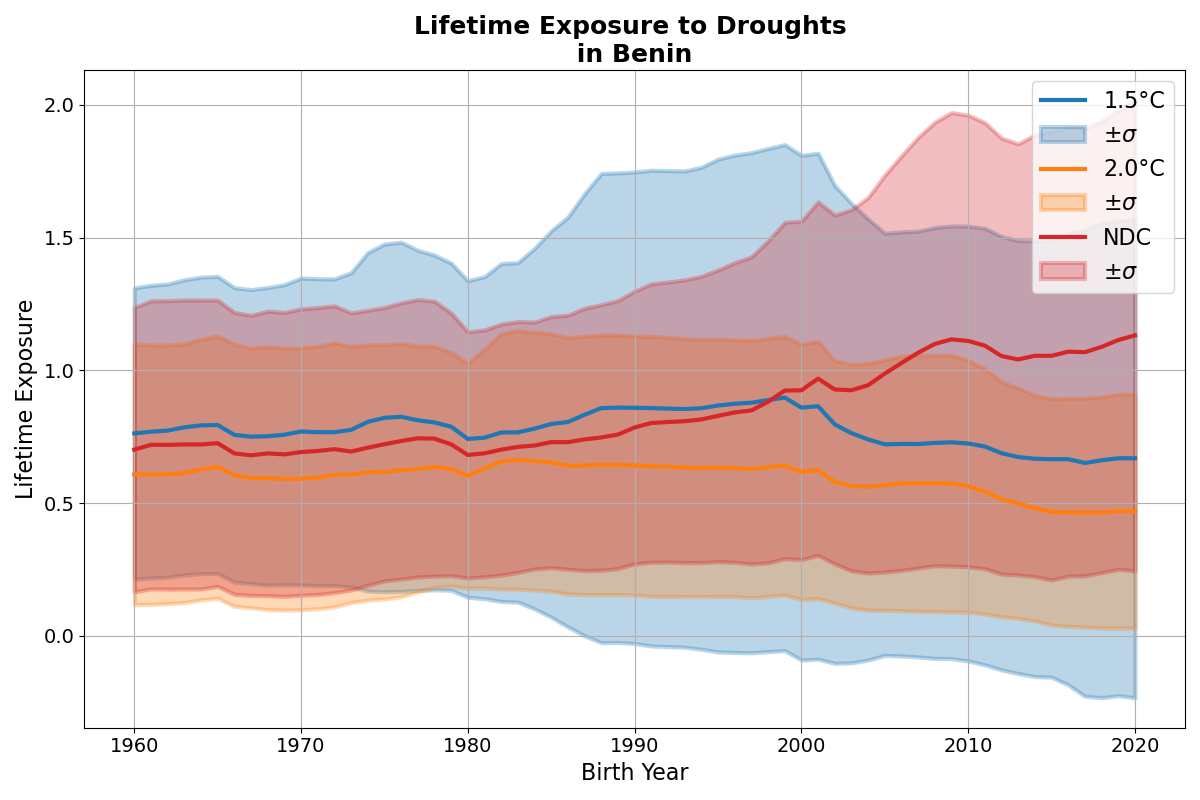 Lifetime Exposure to Droughts
in Benin
Lifetime Exposure
2.0
1.5
1.0
0.5
0.0
1960
1970
1980
1990
2000
2010
2020
Birth Year
1.5°C
±σ
2.0°C
±σ
NDC
±σ